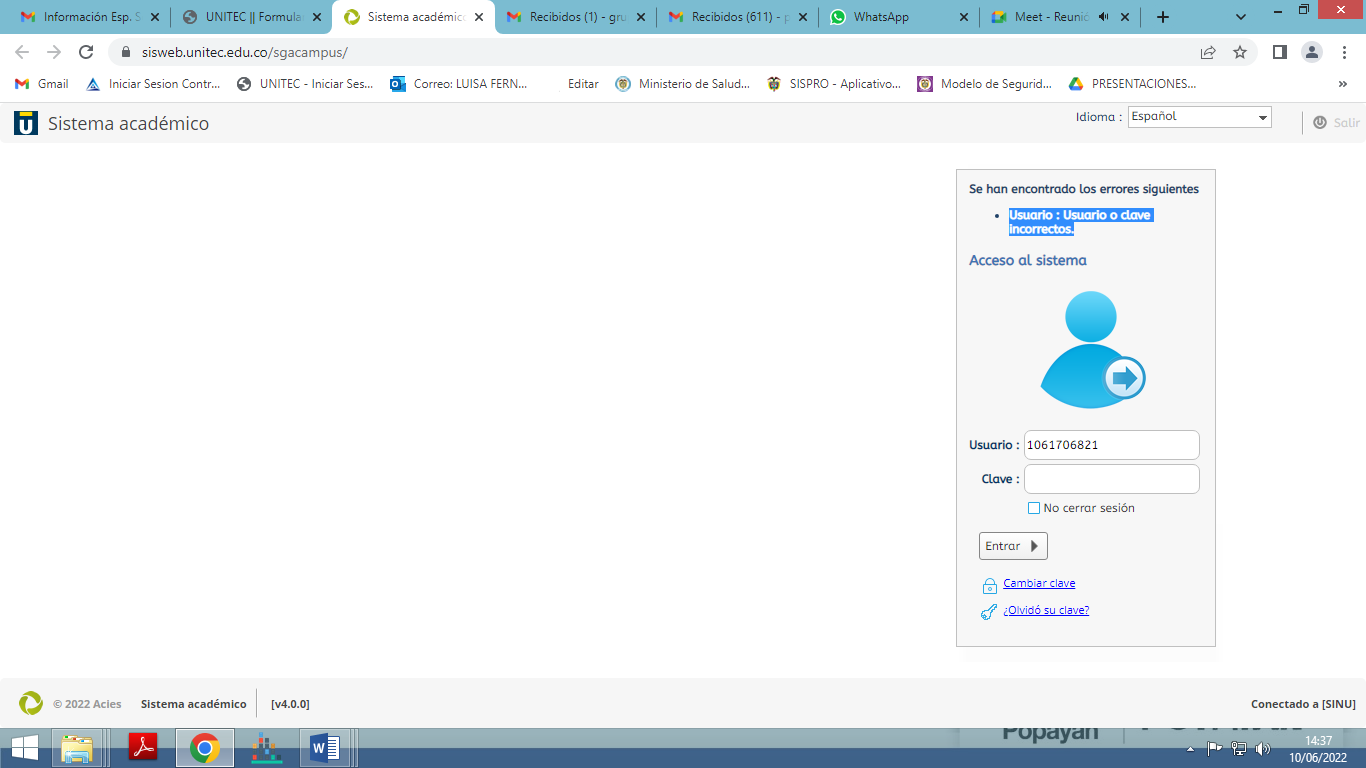 Información Esp. S
UNITEC || Formula
Sistema académico
Recibidos (1) - gru
Recibidos (611) - p
WhatsApp
Meet - Reunió
sisweb.unitec.edu.co/sgacampus/
Gmail
Iniciar Sesion Contr...
UNITEC - Iniciar Ses...
Correo: LUISA FERN...
Editar
Ministerio de Salud...
SISPRO - Aplicativo...
Modelo de Segurid...
PRESENTACIONES...
»
U Sistema académico
Idioma : Español
Salir
Se han encontrado los errores siguientes
• Usuario : Usuario o clave
incorrectos.
Acceso al sistema
Usuario : 1061706821
Clave :
No cerrar sesión
Entrar
Cambiar clave
¿Olvidó su clave?
© 2022 Acies Sistema académico [v4.0.0]
Conectado a [SINU]
Popayán
14:37
10/06/2022